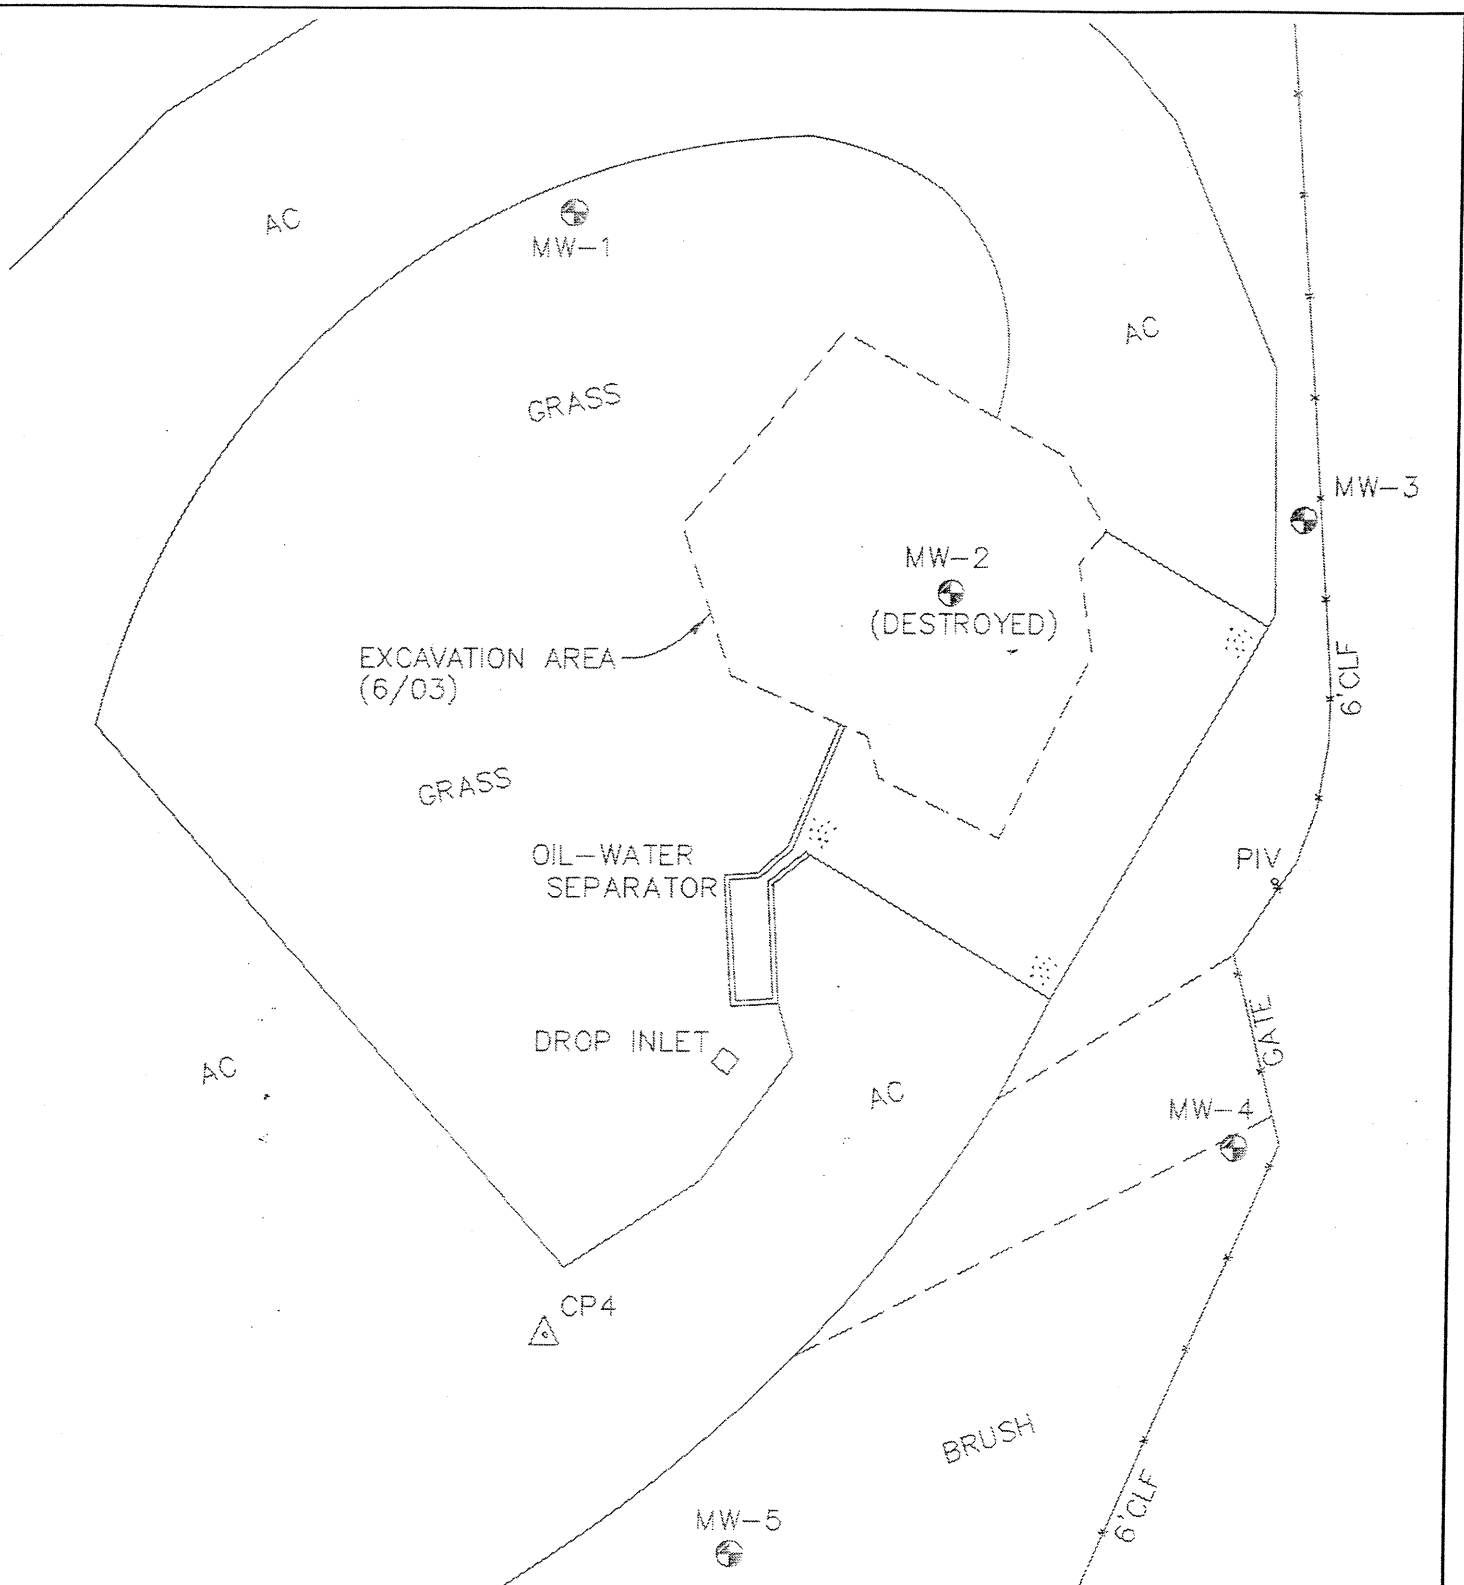 AC
MW-1
AC
GRASS
MW-3
MW-2
(DESTROYED)
EXCAVATION AREA
(6/03)
6'CLF
GRASS
OIL-WATER
SEPARATOR
PIV
DROP INLET
GATE
AC
AC
MW-4
CP4
BRUSH
6'CLF
MW-5